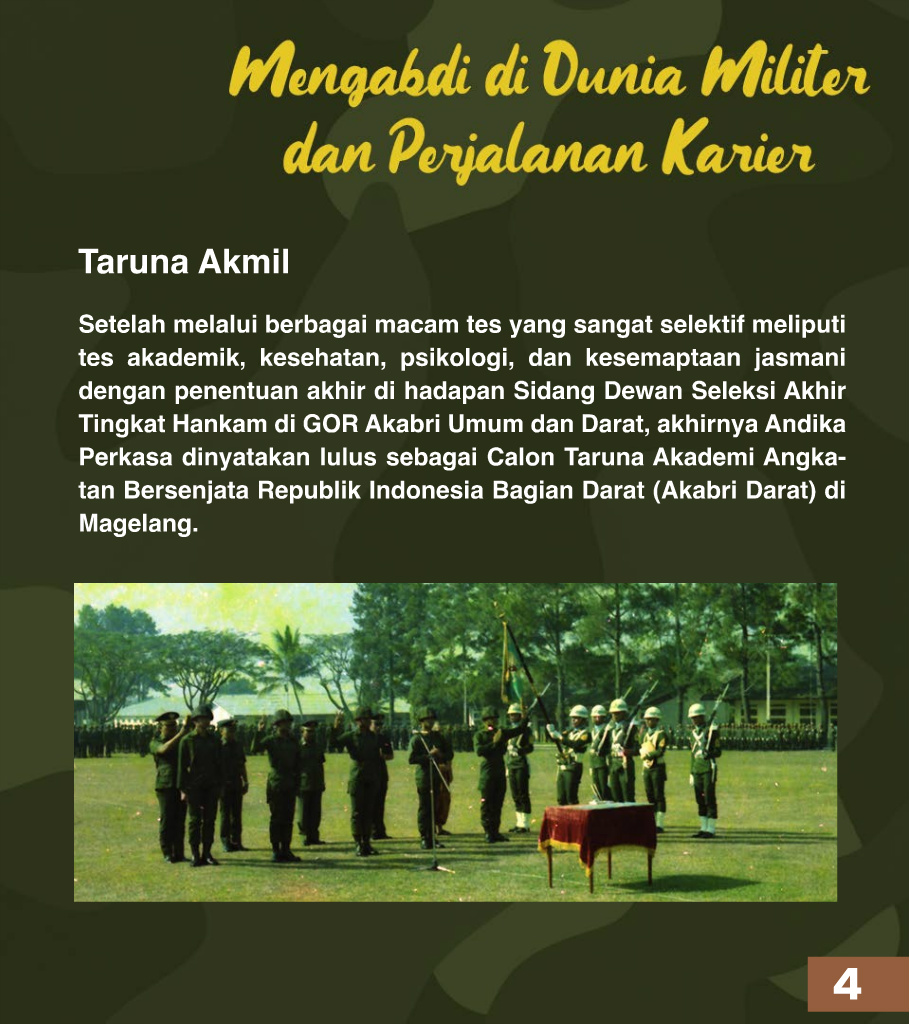 Mengabdi di Dunia Militer
dan Perjalanan Karier
Taruna Akmil
Setelah melalui berbagai macam tes yang sangat selektif meliputi
tes akademik, kesehatan, psikologi, dan kesemaptaan jasmani
dengan penentuan akhir di hadapan Sidang Dewan Seleksi Akhir
Tingkat Hankam di GOR Akabri Umum dan Darat, akhirnya Andika
Perkasa dinyatakan lulus sebagai Calon Taruna Akademi Angka-
tan Bersenjata Republik Indonesia Bagian Darat (Akabri Darat) di
Magelang.
4